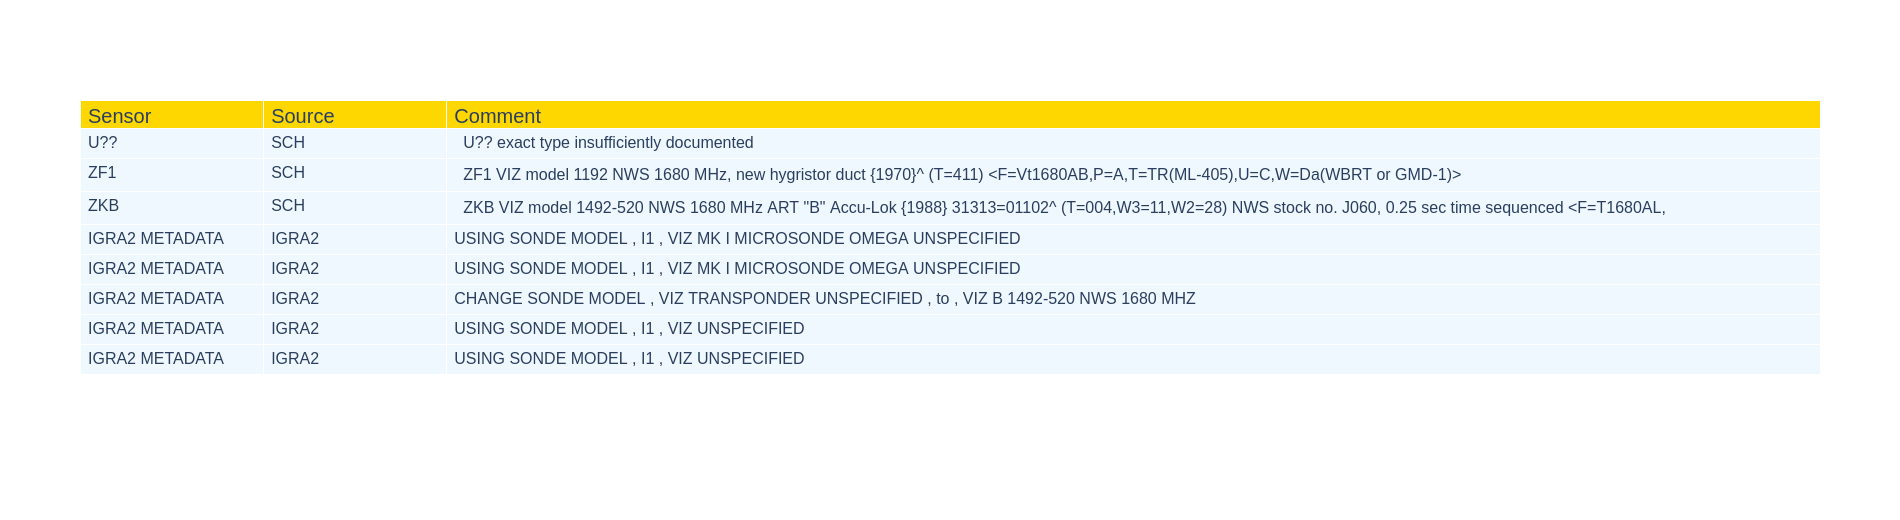 Sensor Source Comment
U?? SCH U?? exact type insufficiently documented
ZF1 SCH ZF1 VIZ model 1192 NWS 1680 MHz, new hygristor duct {1970}^ (T=411) <F=Vt1680AB,P=A,T=TR(ML-405),U=C,W=Da(WBRT or GMD-1)>
ZKB SCH ZKB VIZ model 1492-520 NWS 1680 MHz ART "B" Accu-Lok {1988} 31313=01102^ (T=004,W3=11,W2=28) NWS stock no. J060, 0.25 sec time sequenced <F=T1680AL,
IGRA2 METADATA IGRA2 USING SONDE MODEL , I1 , VIZ MK I MICROSONDE OMEGA UNSPECIFIED
IGRA2 METADATA IGRA2 USING SONDE MODEL , I1 , VIZ MK I MICROSONDE OMEGA UNSPECIFIED
IGRA2 METADATA IGRA2 CHANGE SONDE MODEL , VIZ TRANSPONDER UNSPECIFIED , to , VIZ B 1492-520 NWS 1680 MHZ
IGRA2 METADATA IGRA2 USING SONDE MODEL , I1 , VIZ UNSPECIFIED
IGRA2 METADATA IGRA2 USING SONDE MODEL , I1 , VIZ UNSPECIFIED